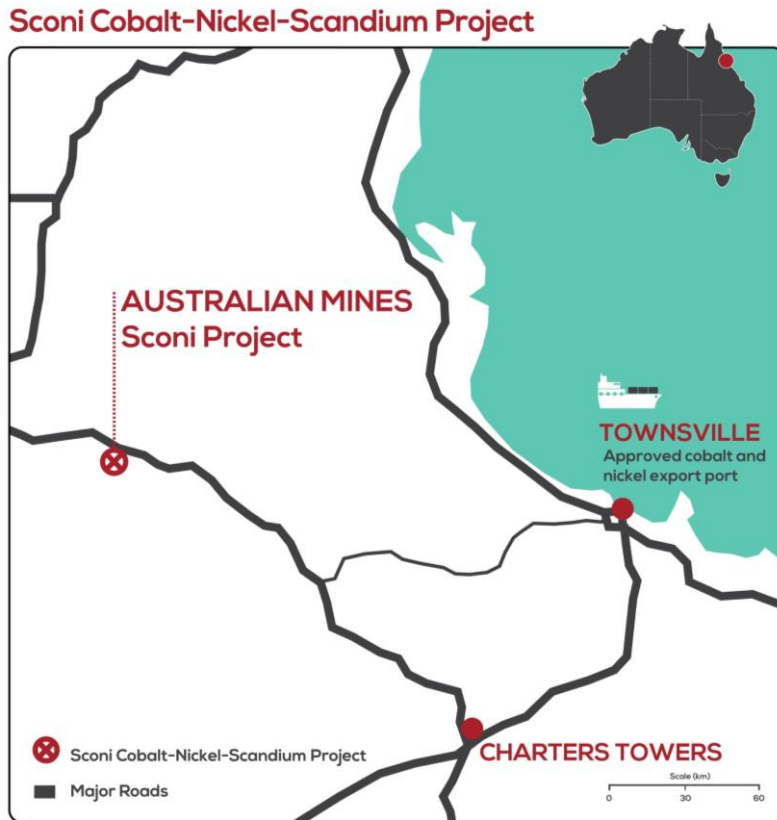 Sconi Cobalt-Nickel-Scandium Project
AUSTRALIAN MINES
Sconi Project
TOWNSVILLE
Approved cobalt and
nickel export port
CHARTERS TOWERS
Sconi Cobalt-Nickel-Scandium Project
Major Roads
Scale (km)
0 30 60